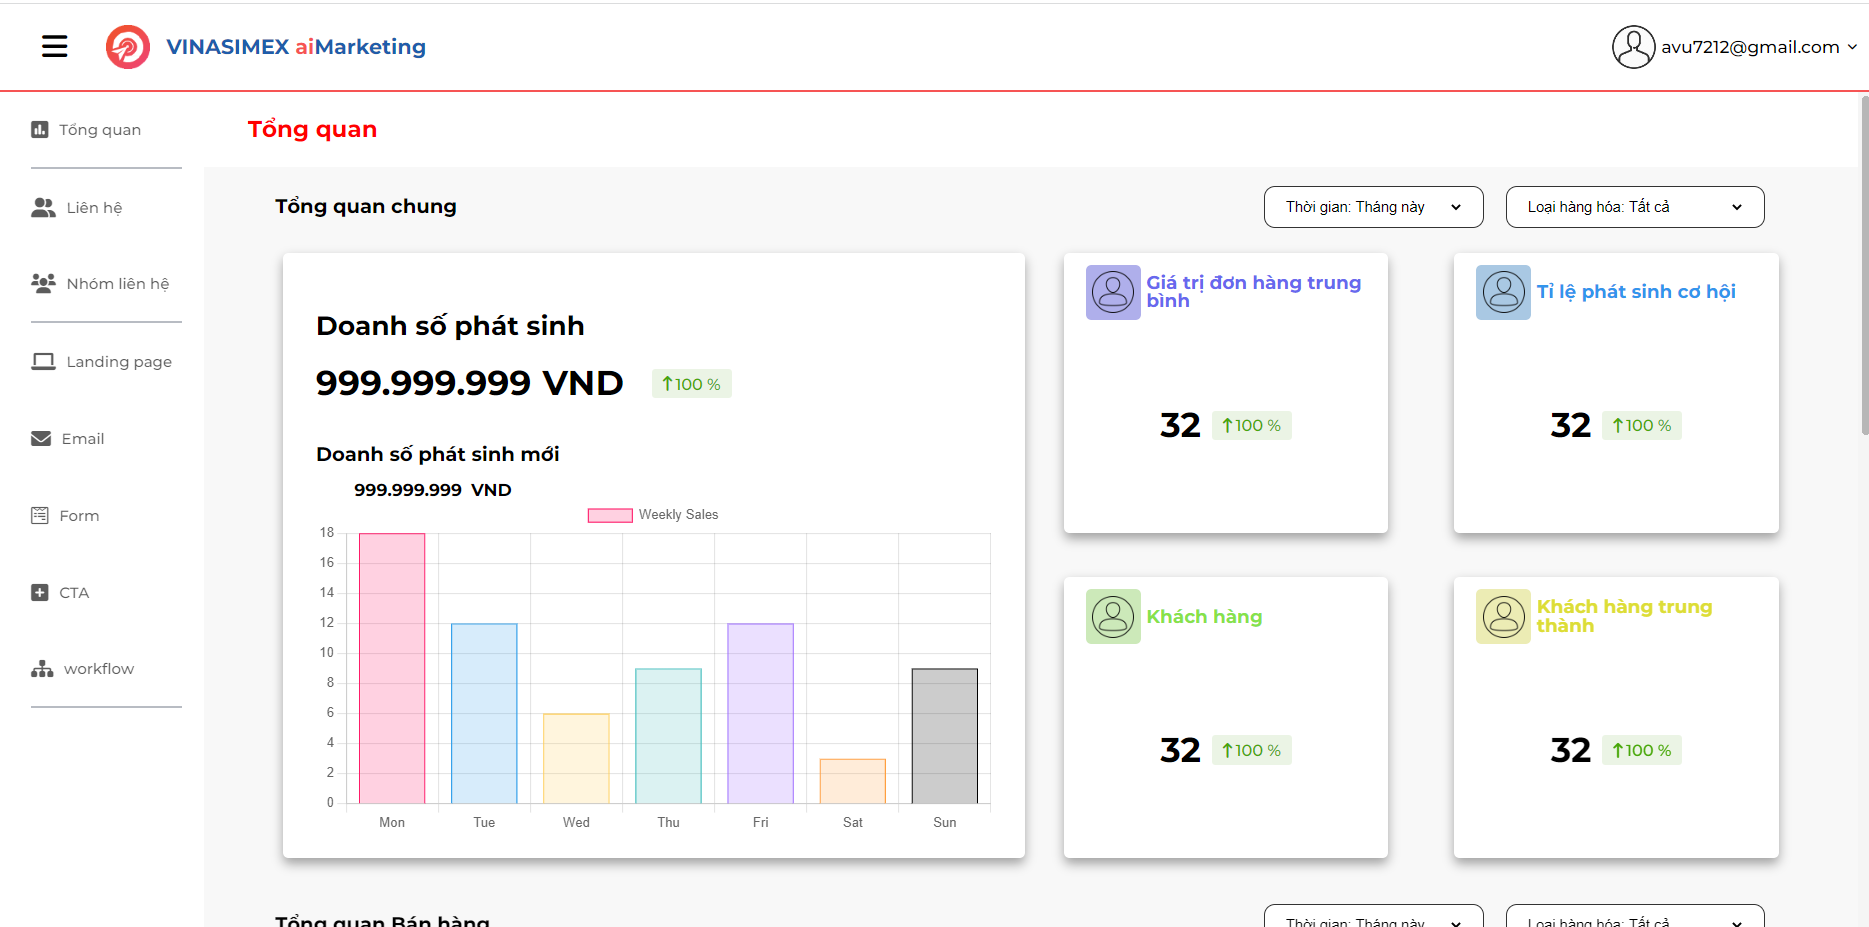 VINASIMEX aiMarketing
avu7212@gmail.com
Tổng quan
Liên hệ
Nhóm liên hệ
Landing page
Email
Form
CTA
workflow
Tổng quan
Tổng quan chung
Thời gian: Tháng này
Loại hàng hóa: Tất cả
Doanh số phát sinh
999.999.999 VND
↑100 %
Doanh số phát sinh mới
999.999.999 VND
Weekly Sales
18
16
14
12
10
8
6
4
2
0
Mon Tue Wed Thu Fri Sat Sun
Giá trị đơn hàng trung
bình
32 ↑100 %
Tỉ lệ phát sinh cơ hội
32 ↑100 %
Khách hàng
32 ↑100 %
Khách hàng trung
thành
32 ↑100 %
Tổng quan Bán hàng
Thời gian: Tháng này
Loại hàng hóa: Tất cả